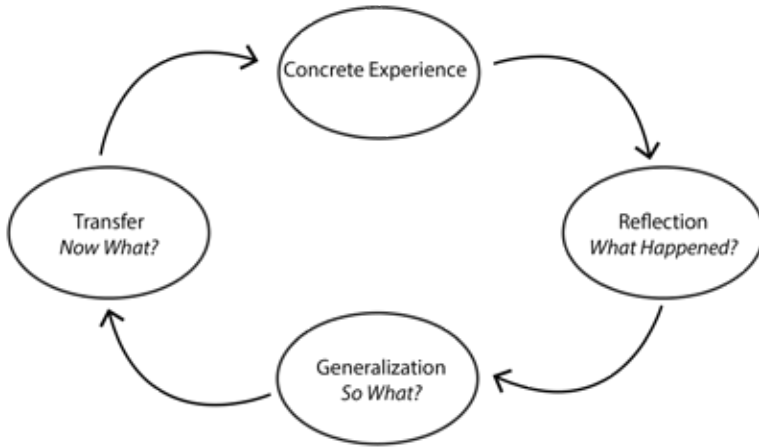 Concrete Experience
Reflection
What Happened?
Generalization
So What?
Transfer
Now What?